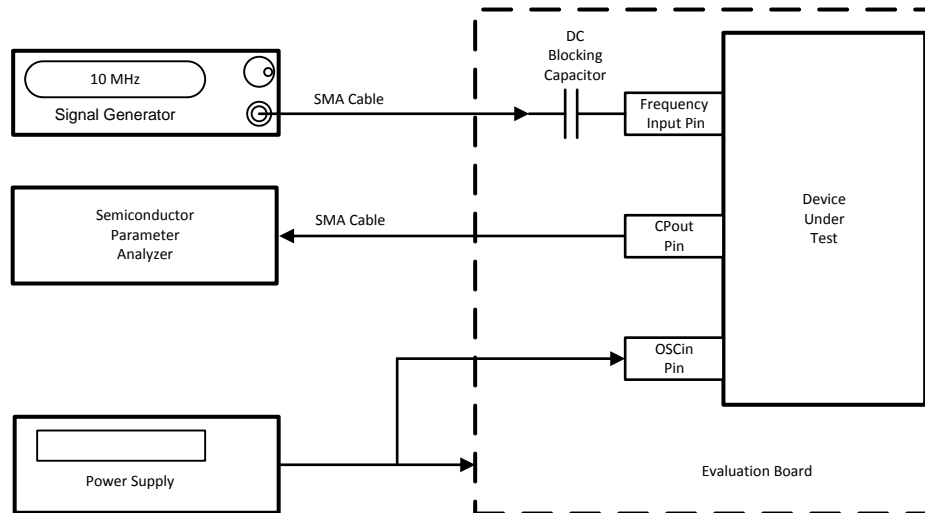 10 MHz
Signal Generator
SMA Cable
DC
Blocking
Capacitor
Frequency
Input Pin
Semiconductor
Parameter
Analyzer
SMA Cable
CPout
Pin
Device
Under
Test
OSCin
Pin
Power Supply
Evaluation Board